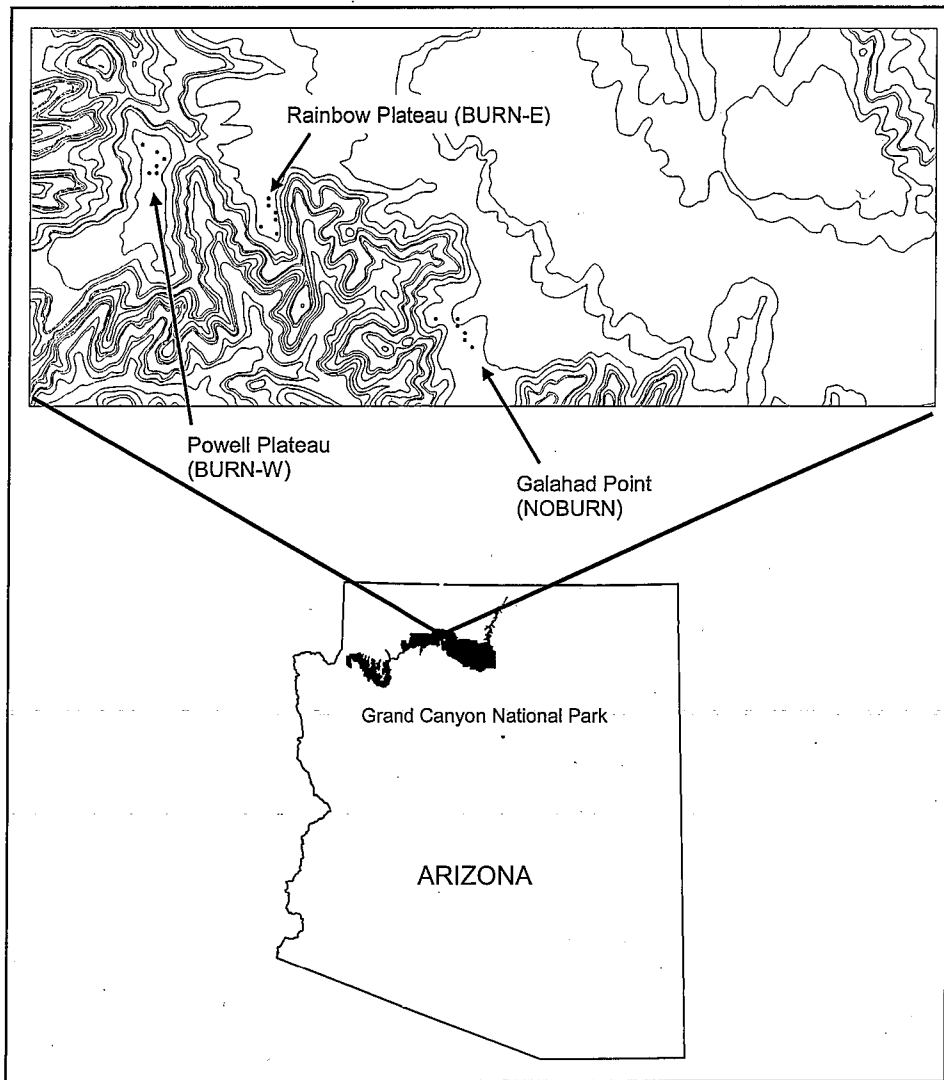 Rainbow Plateau (BURN-E)
Powell Plateau
(BURN-W)
Galahad Point
(NOBURN)
Grand Canyon National Park
ARIZONA